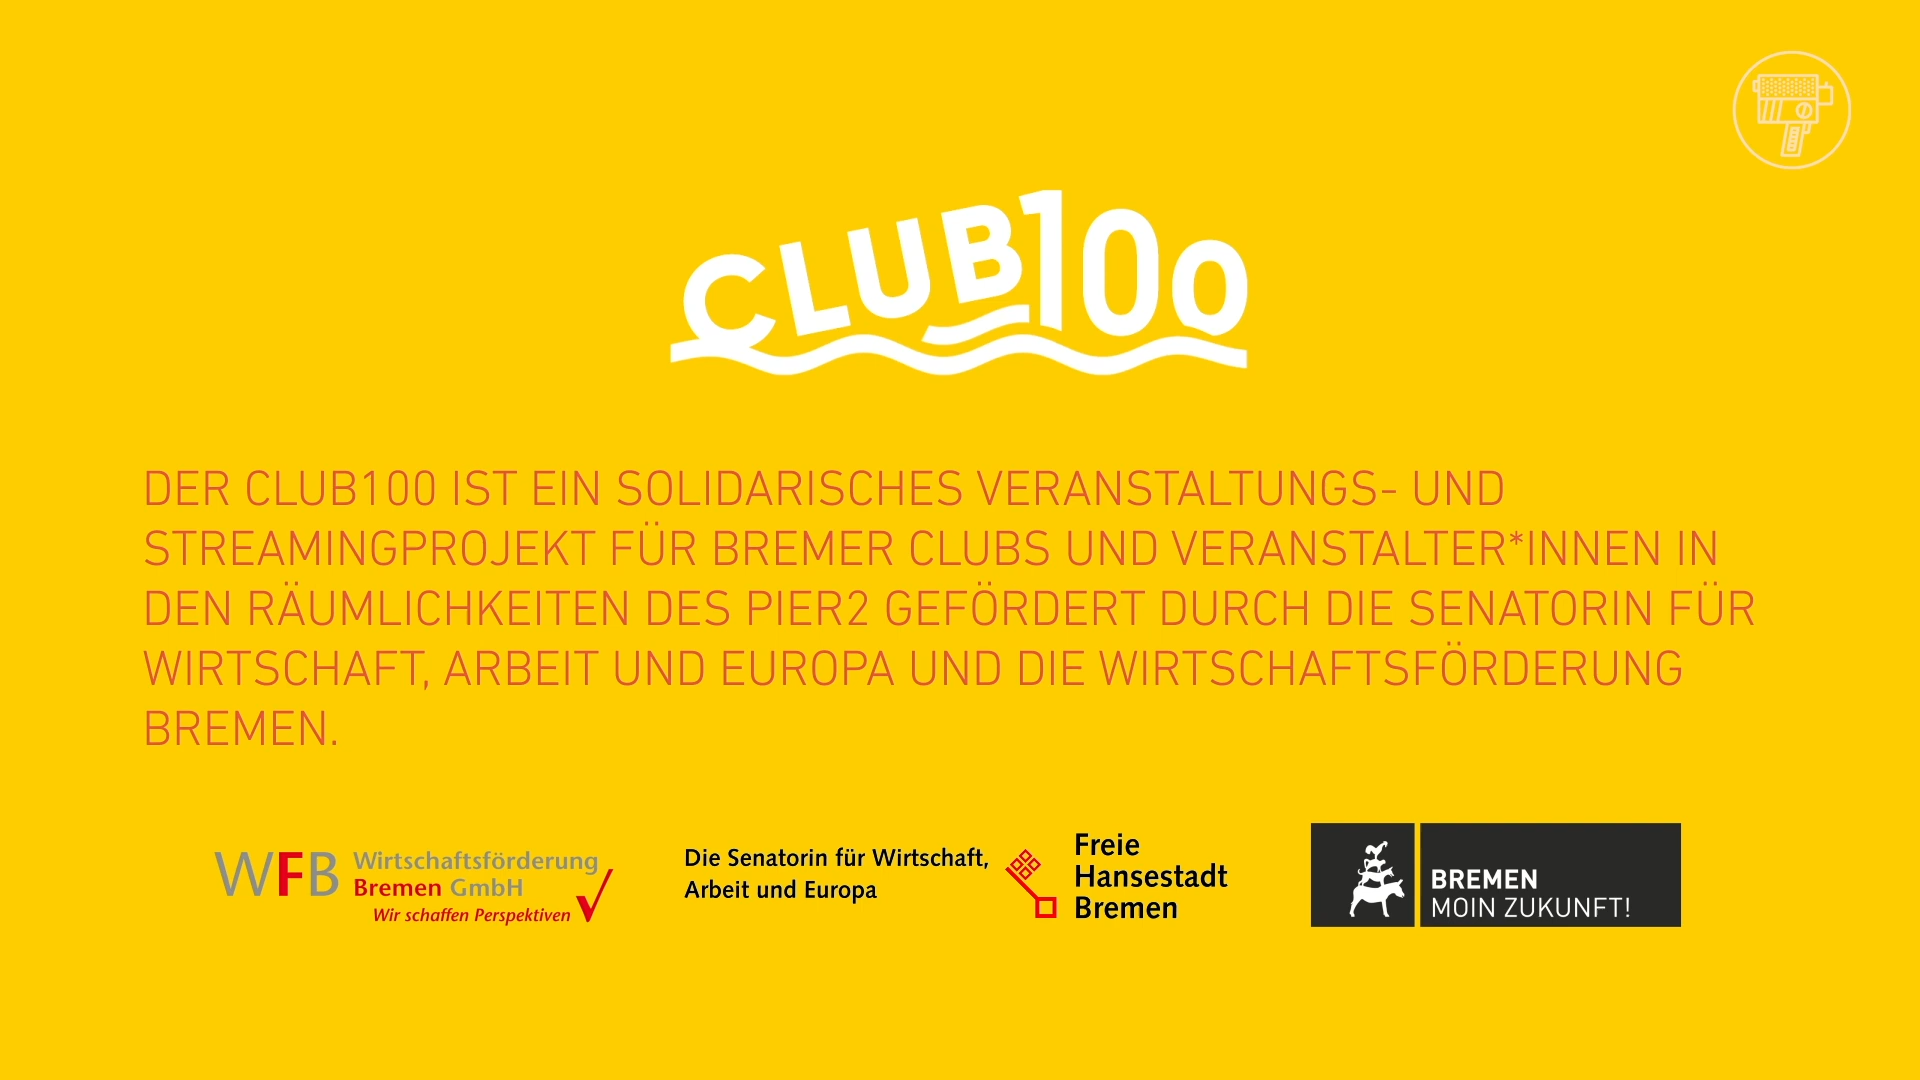 CLUB100
DER CLUB100 IST EIN SOLIDARISCHES VERANSTALTUNGS- UND
STREAMINGPROJEKT FÜR BREMER CLUBS UND VERANSTALTER*INNEN IN
DEN RÄUMLICHKEITEN DES PIER2 GEFÖRDERT DURCH DIE SENATORIN FÜR
WIRTSCHAFT, ARBEIT UND EUROPA UND DIE WIRTSCHAFTSFÖRDERUNG
BREMEN.
WFB
Wirtschaftsförderung
Bremen GmbH
Wir schaffen Perspektiven
Die Senatorin für Wirtschaft,
Arbeit und Europa
Freie
Hansestadt
Bremen
BREMEN
MOIN ZUKUNFT!